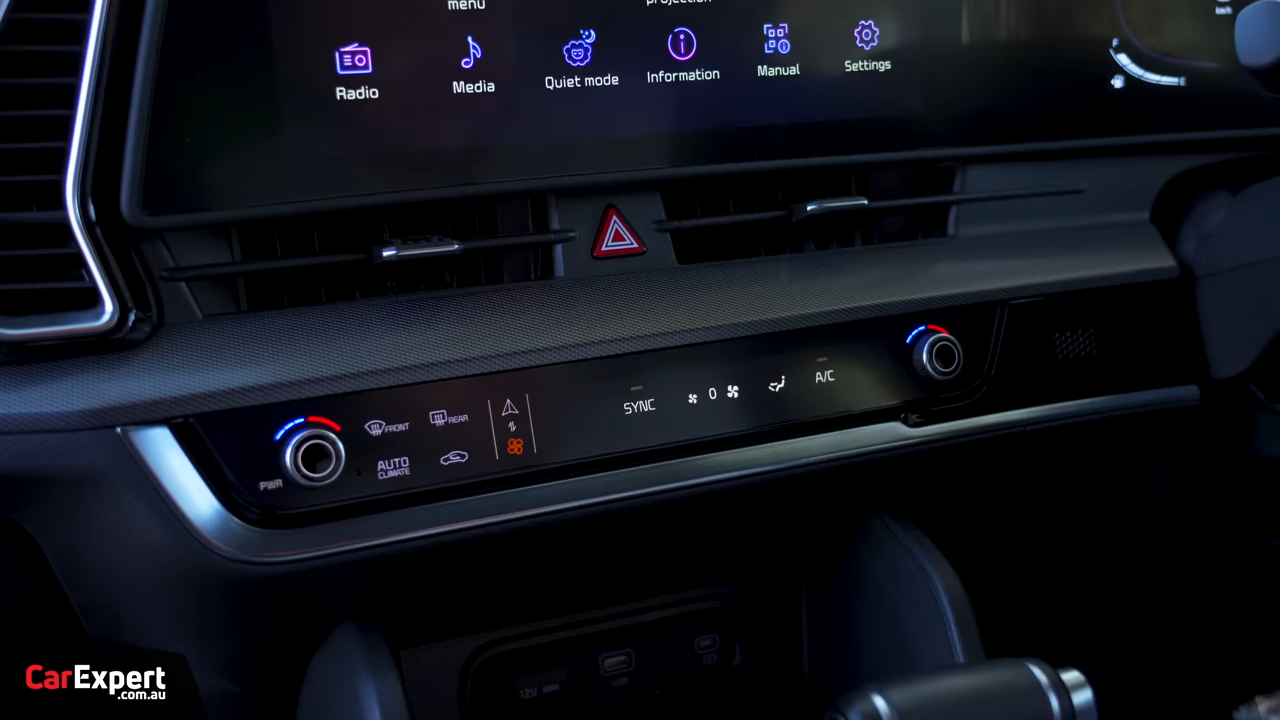 menu
projection
Radio
Media
Quiet mode
Information
Manual
Settings
F
E
km/h
PWR
FRONT
REAR
AUTO
CLIMATE
SYNC
0
A/C
12V
CarExpert
.com.au